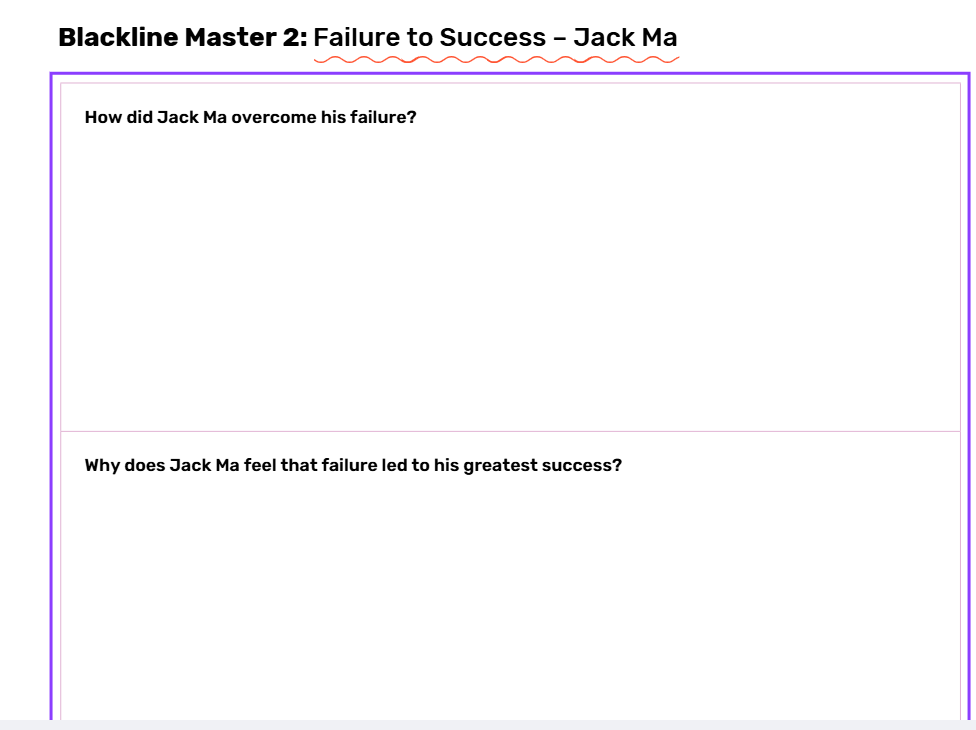 Blackline Master 2: Failure to Success – Jack Ma
How did Jack Ma overcome his failure?
Why does Jack Ma feel that failure led to his greatest success?